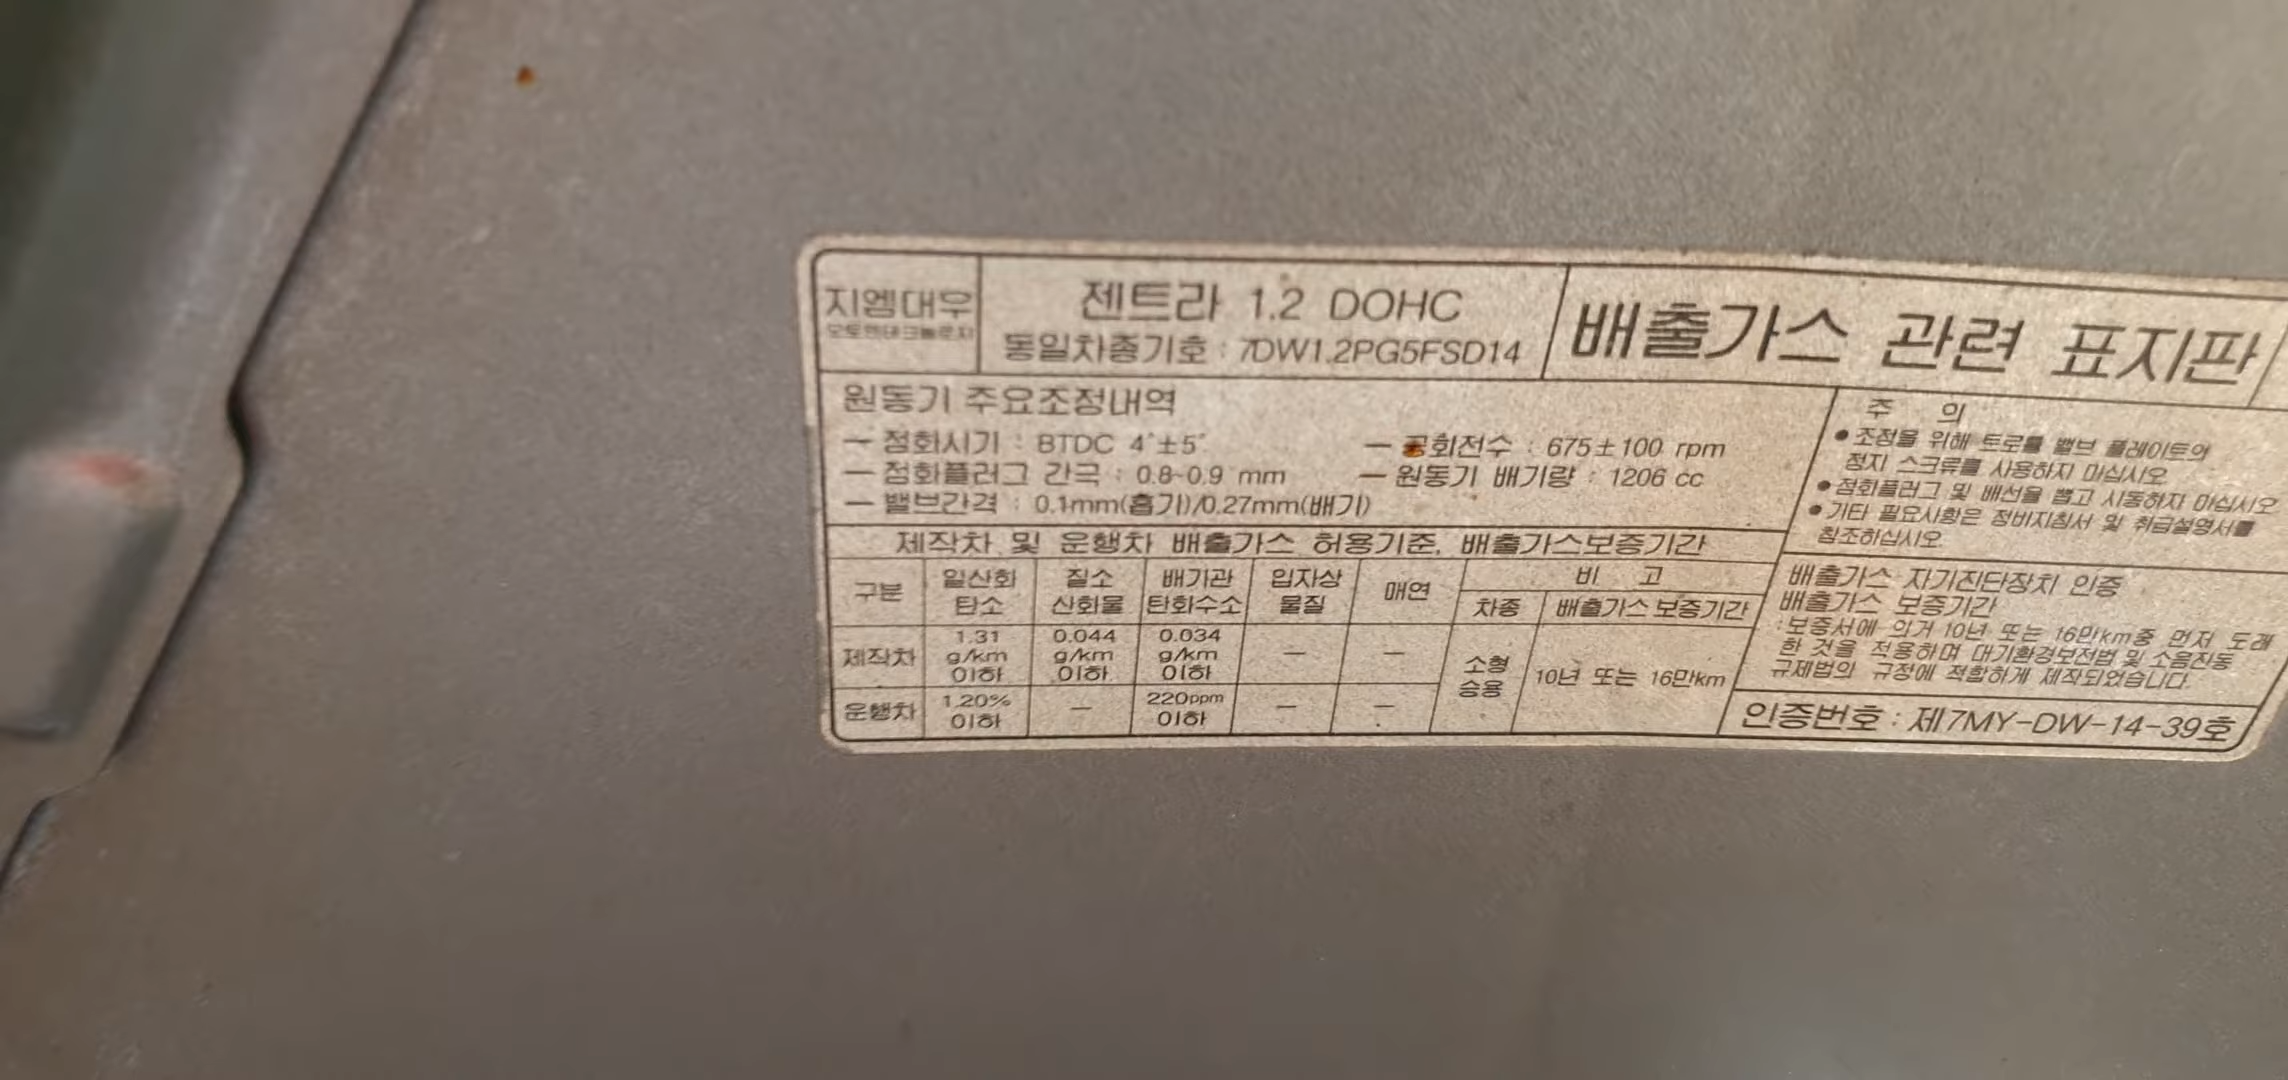 지엠대우
오토앤테크놀로지
젠트라 1.2 DOHC
동일차종기호 : 7DW1.2PG5FSD14
배출가스 관련 표지판
원동기 주요조정내역
— 점화시기 : BTDC 4°±5°
— 공회전수 : 675±100 rpm
— 점화플러그 간극 : 0.8~0.9 mm
— 원동기 배기량 : 1206 cc
— 밸브간격 : 0.1mm(흡기)/0.27mm(배기)
주 의
● 조정을 위해 트로틀 밸브 플레이트의
정지 스크류를 사용하지 마십시오
● 점화플러그 및 배선을 뽑고 시동하지 마십시오
● 기타 필요사항은 정비지침서 및 취급설명서를
참조하십시오.
제작차 및 운행차 배출가스 허용기준, 배출가스보증기간
구분 일산화탄소 질소산화물 배기관탄화수소 입자상물질 매연 비 고
차종 배출가스 보증기간
제작차 1.31 g/km 이하 0.044 g/km 이하 0.034 g/km 이하 — — 소형승용 10년 또는 16만km
운행차 1.20% 이하 — 220ppm 이하 — —
배출가스 자기진단장치 인증
배출가스 보증기간
: 보증서에 의거 10년 또는 16만km중 먼저 도래
한 것을 적용하며 대기환경보전법 및 소음진동
규제법의 규정에 적합하게 제작되었습니다.
인증번호 : 제7MY-DW-14-39호